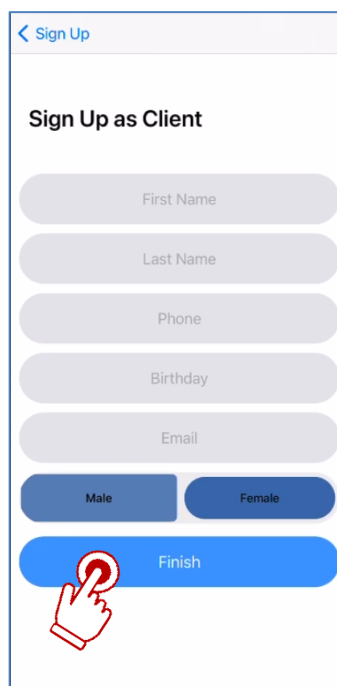 Sign Up
Sign Up as Client
First Name
Last Name
Phone
Birthday
Email
Male Female
Finish